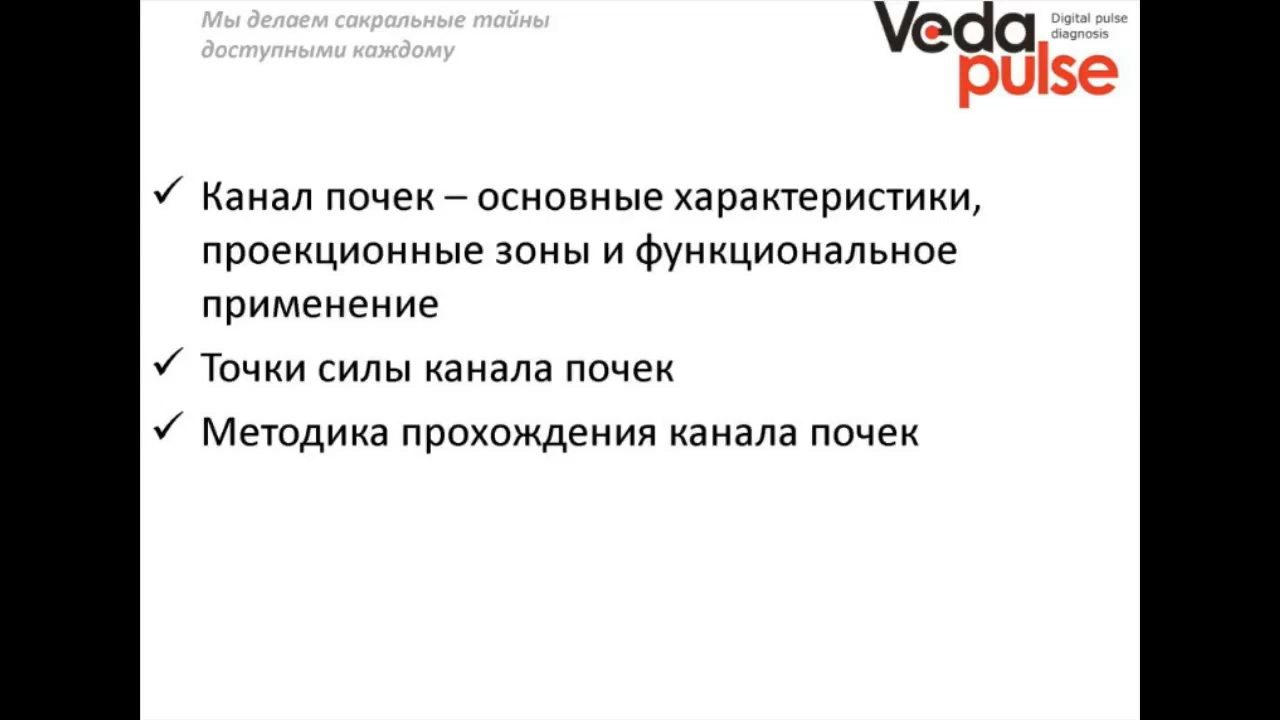 Мы делаем сакральные тайны
доступными каждому
Veda
pulse
Digital pulse
diagnosis
✓ Канал почек – основные характеристики,
проекционные зоны и функциональное
применение
✓ Точки силы канала почек
✓ Методика прохождения канала почек